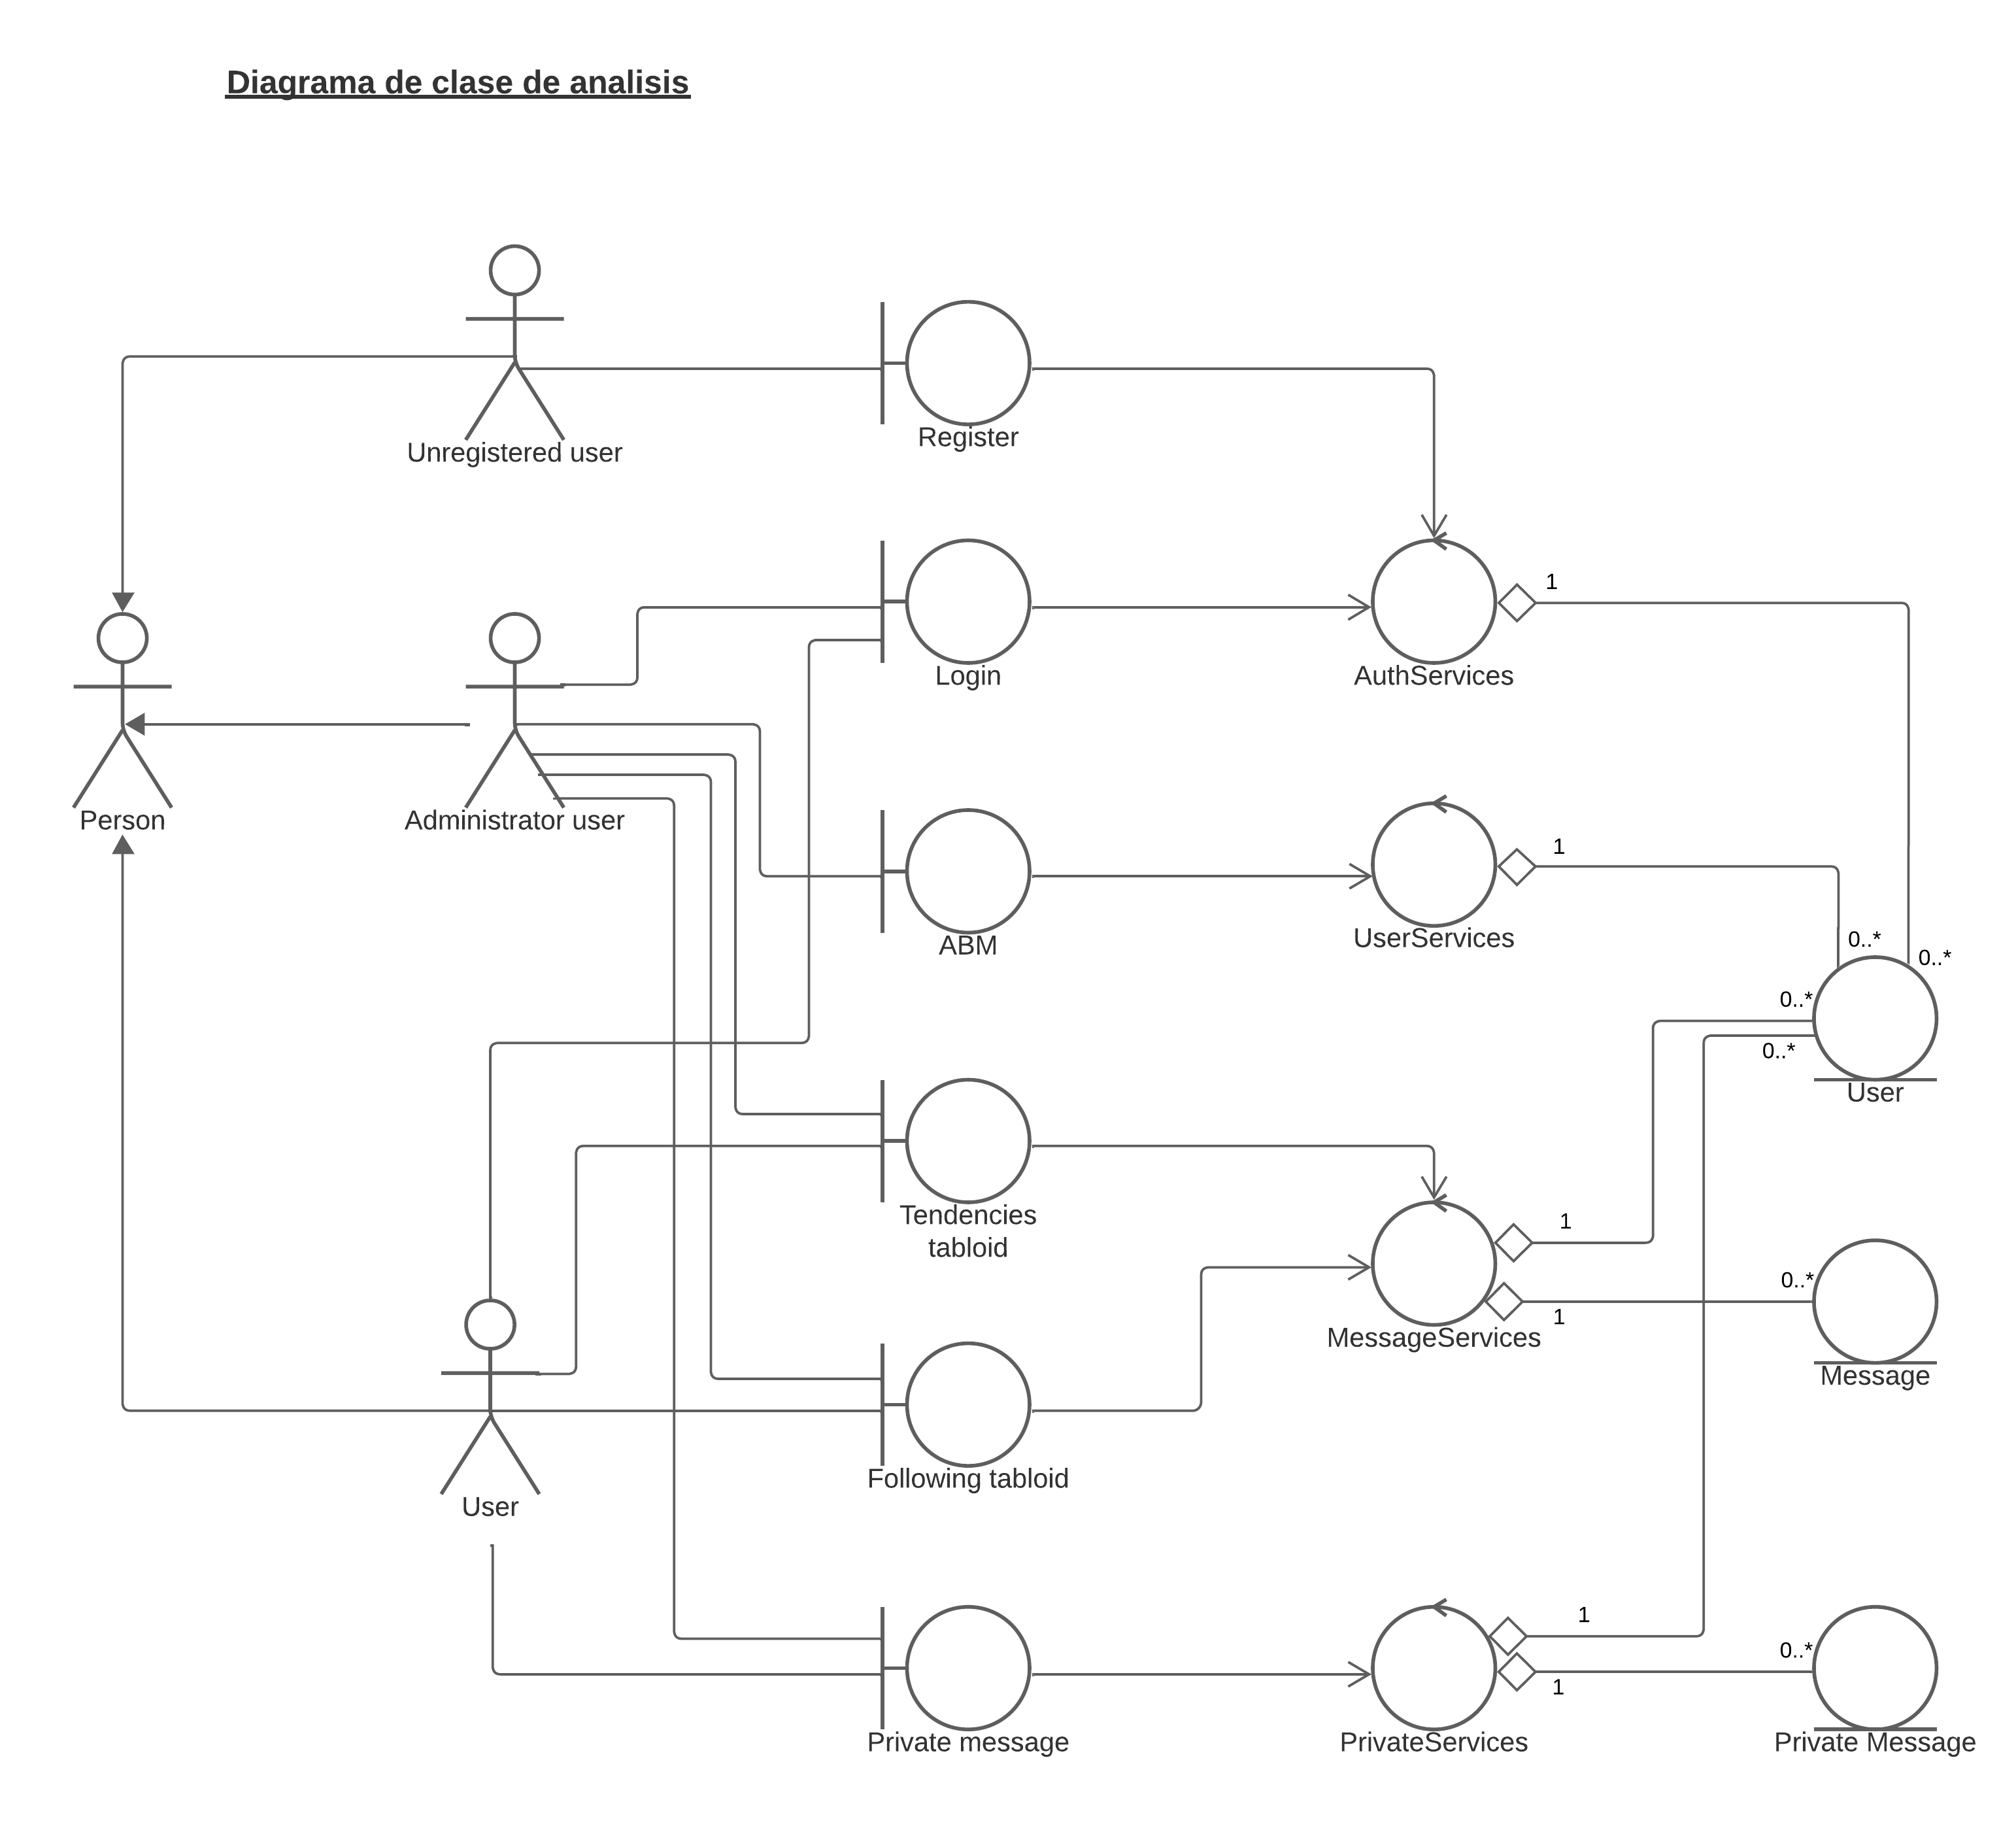 Diagrama de clase de analisis
Unregistered user
Register
Person
Administrator user
Login
AuthServices
1
ABM
UserServices
1
0..*
0..*
0..*
0..*
User
Tendencies
tabloid
MessageServices
1
1
0..*
Message
User
Following tabloid
Private message
PrivateServices
1
1
0..*
Private Message